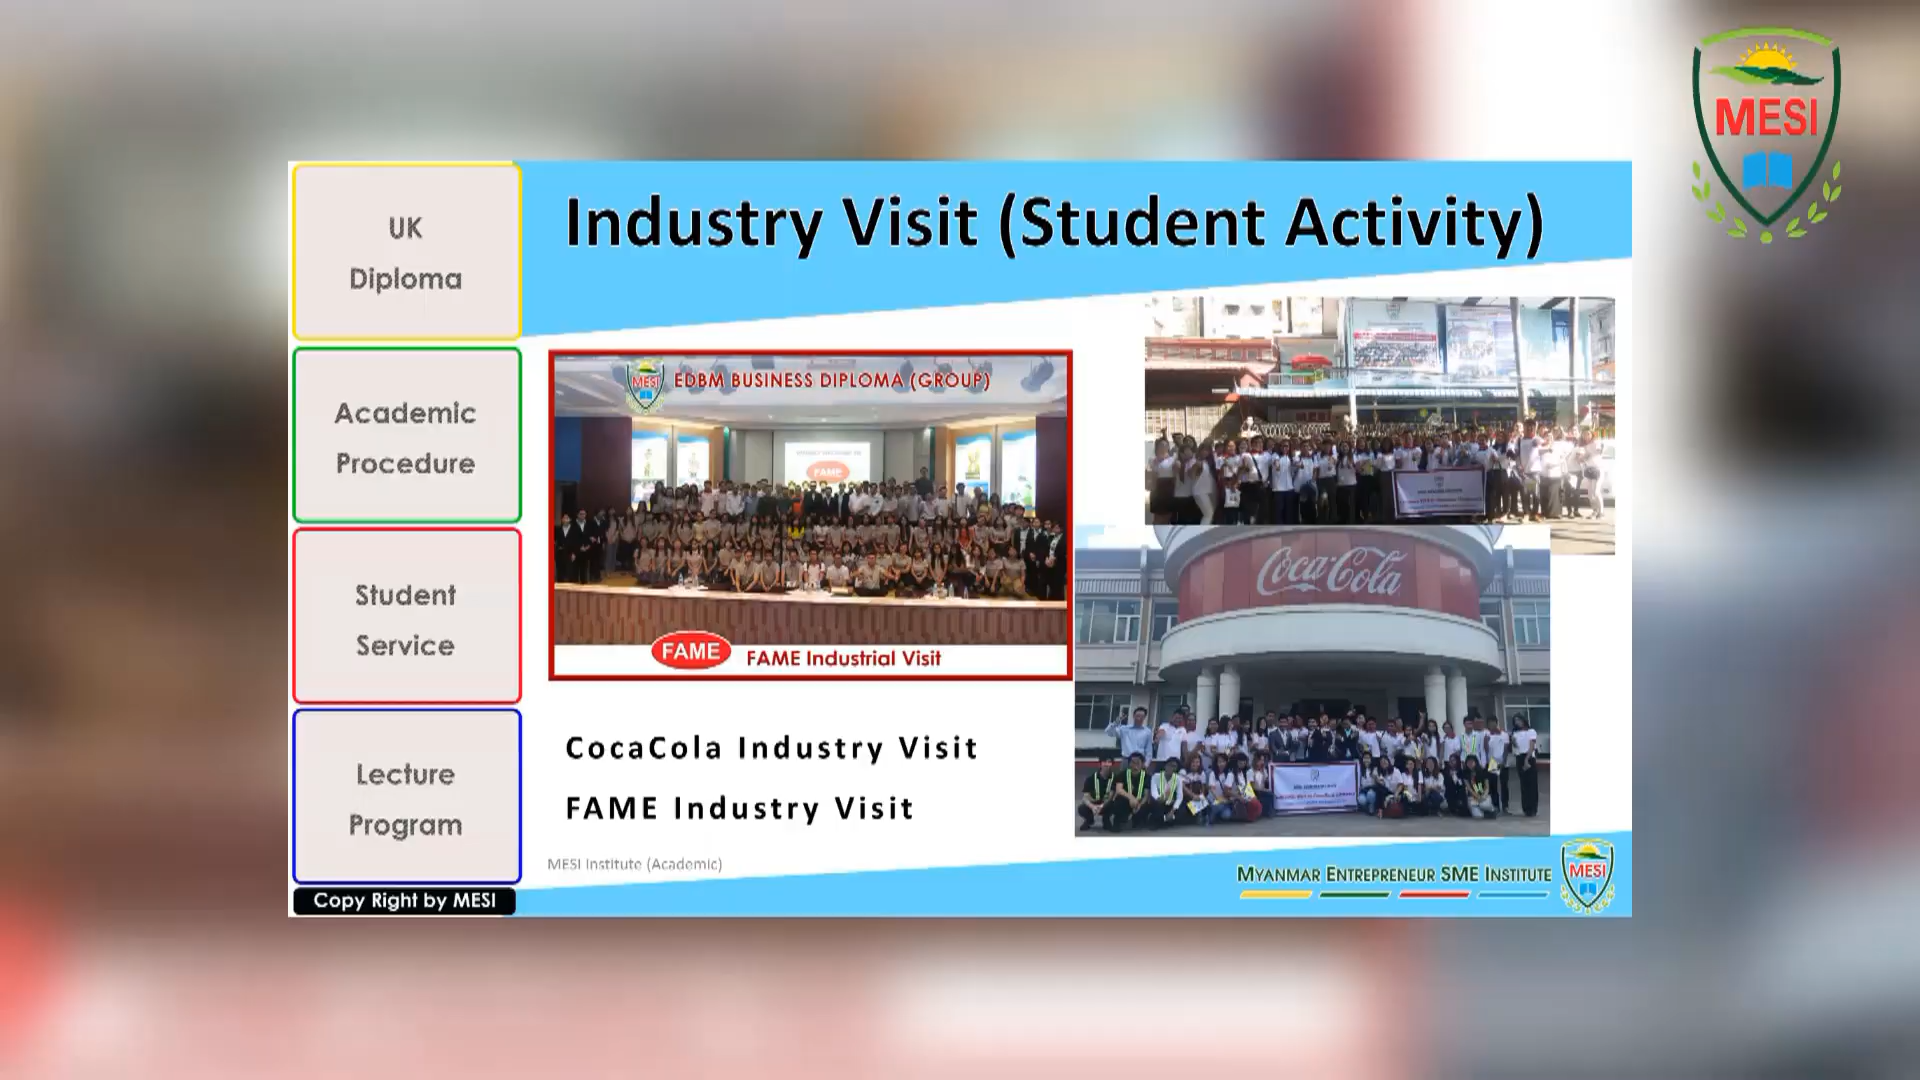 MESI
UK
Diploma
Academic
Procedure
Student
Service
Lecture
Program
Copy Right by MESI
Industry Visit (Student Activity)
MESI
EDBM BUSINESS DIPLOMA (GROUP)
FAME
FAME
FAME Industrial Visit
Coca-Cola
CocaCola Industry Visit
FAME Industry Visit
MESI Institute (Academic)
MYANMAR ENTREPRENEUR SME INSTITUTE
MESI